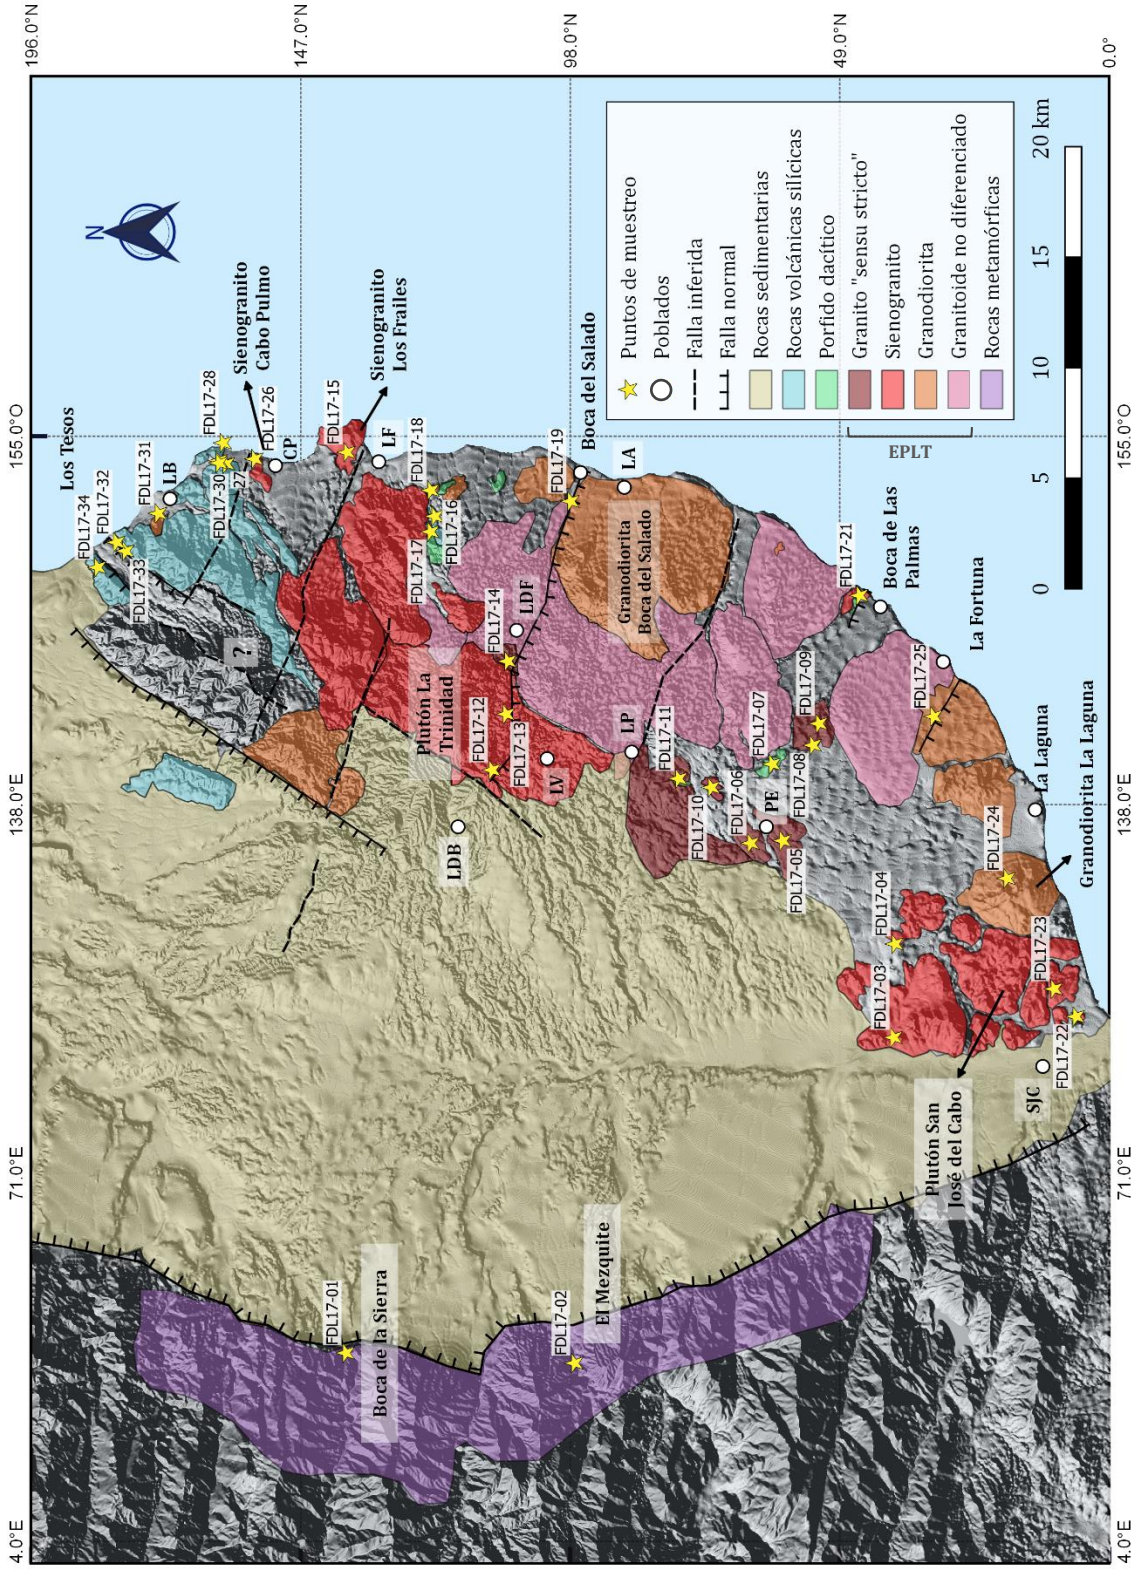 4.0°E
71.0°E
138.0°E
155.0°O
196.0°N
147.0°N
98.0°N
49.0°N
0.0°
N
Los Tesos
FDL17-34
FDL17-32
FDL17-33
FDL17-31
LB
FDL17-28
FDL17-30
27
FDL17-26
Sienogranito
Cabo Pulmo
CP
FDL17-15
Sienogranito
Los Frailes
LF
FDL17-18
FDL17-16
FDL17-17
?
FDL17-01
Boca de la Sierra
LDB
Plutón La
Trinidad
FDL17-12
FDL17-13
FDL17-14
LDF
FDL17-19
Boca del Salado
LA
Granodiorita
Boca del Salado
FDL17-02
El Mezquite
LV
LP
FDL17-11
FDL17-10
FDL17-06
FDL17-07
PE
FDL17-05
FDL17-08
FDL17-09
FDL17-21
Boca de Las
Palmas
FDL17-03
FDL17-04
FDL17-25
La Fortuna
Plutón San
José del Cabo
FDL17-24
La Laguna
Granodiorita La Laguna
FDL17-23
FDL17-22
SJC
Puntos de muestreo
Poblados
Falla inferida
Falla normal
Rocas sedimentarias
Rocas volcánicas silícicas
Porfido dacítico
Granito "sensu stricto"
Sienogranito
Granodiorita
Granitoide no diferenciado
Rocas metamórficas
EPLT
0
5
10
15
20 km